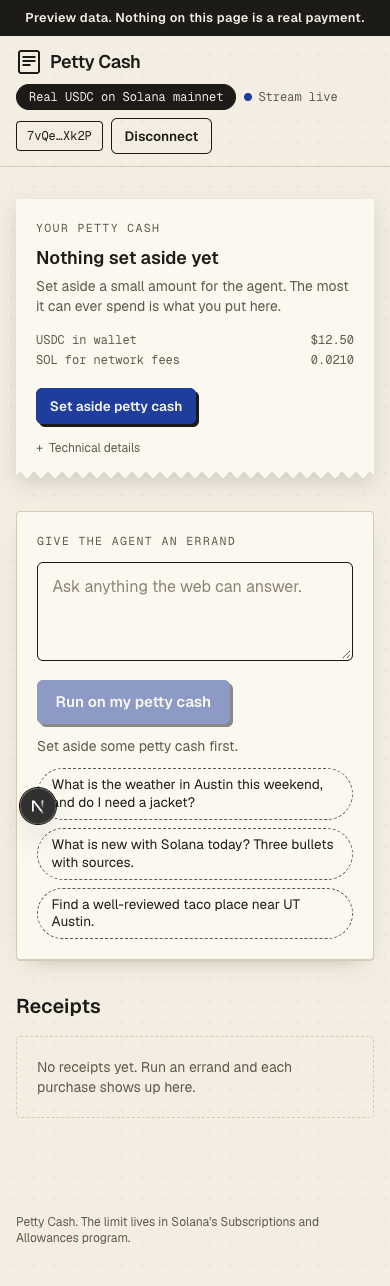 Preview data. Nothing on this page is a real payment.
Petty Cash
Real USDC on Solana mainnet
Stream live
7vQe…Xk2P
Disconnect
YOUR PETTY CASH
Nothing set aside yet
Set aside a small amount for the agent. The most
it can ever spend is what you put here.
USDC in wallet $12.50
SOL for network fees 0.0210
Set aside petty cash
+ Technical details
GIVE THE AGENT AN ERRAND
Ask anything the web can answer.
Run on my petty cash
Set aside some petty cash first.
What is the weather in Austin this weekend,
and do I need a jacket?
N
What is new with Solana today? Three bullets
with sources.
Find a well-reviewed taco place near UT
Austin.
Receipts
No receipts yet. Run an errand and each
purchase shows up here.
Petty Cash. The limit lives in Solana's Subscriptions and
Allowances program.